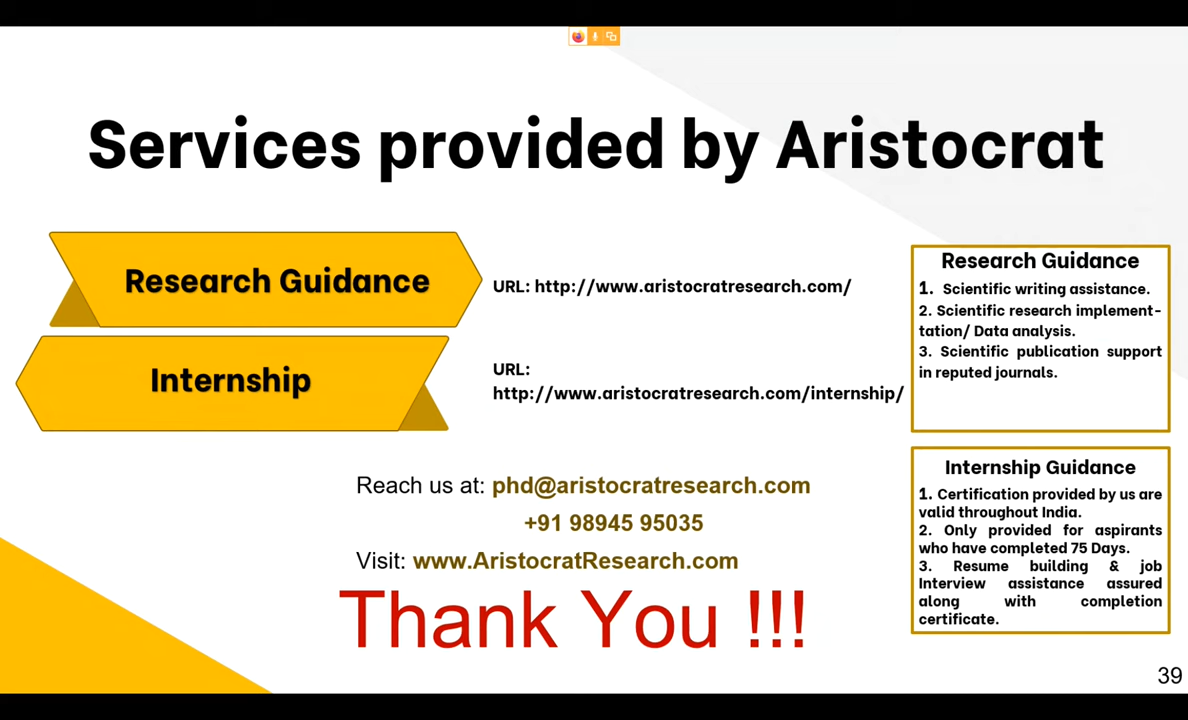 Services provided by Aristocrat
Research Guidance
URL: http://www.aristocratresearch.com/
Internship
URL:
http://www.aristocratresearch.com/internship/
Research Guidance
1. Scientific writing assistance.
2. Scientific research implement-
tation/ Data analysis.
3. Scientific publication support
in reputed journals.
Internship Guidance
1. Certification provided by us are
valid throughout India.
2. Only provided for aspirants
who have completed 75 Days.
3. Resume building & job
Interview assistance assured
along with completion
certificate.
Reach us at: phd@aristocratresearch.com
+91 98945 95035
Visit: www.AristocratResearch.com
Thank You !!!
39